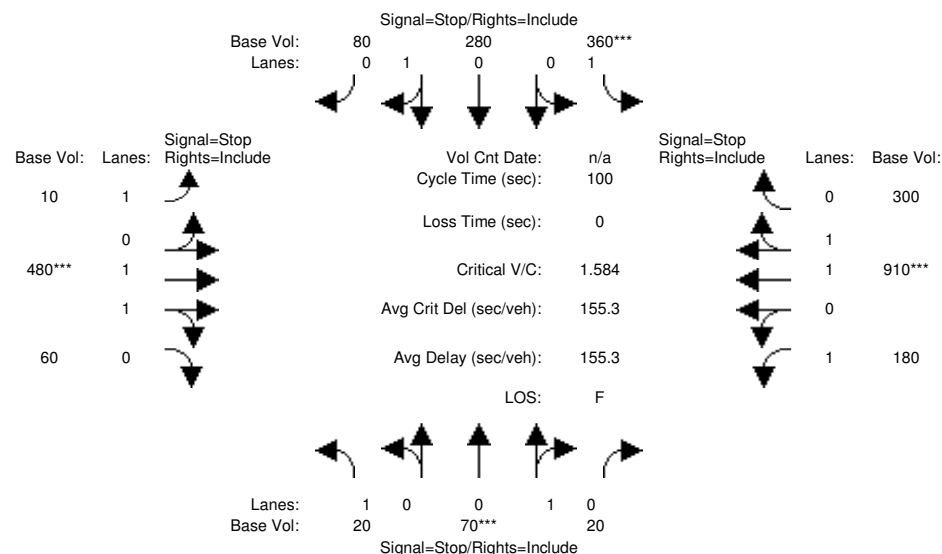 Signal=Stop/Rights=Include
Base Vol: 80 280 360***
Lanes: 0 1 0 0 1
Signal=Stop Signal=Stop
Base Vol: Lanes: Rights=Include Vol Cnt Date: n/a Rights=Include Lanes: Base Vol:
Cycle Time (sec): 100
10 1 0 300
Loss Time (sec): 0
0 1
480*** 1 Critical V/C: 1.584 1 910***
1 Avg Crit Del (sec/veh): 155.3 0
60 0 Avg Delay (sec/veh): 155.3 1 180
LOS: F
Lanes: 1 0 0 1 0
Base Vol: 20 70*** 20
Signal=Stop/Rights=Include